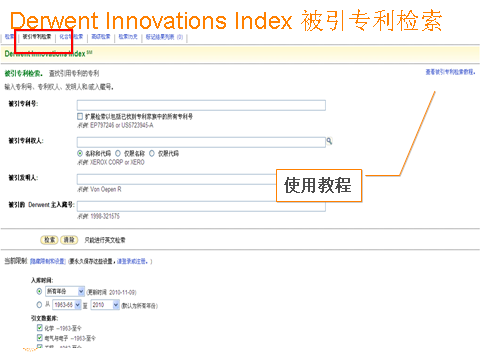 Derwent Innovations Index 被引专利检索
检索 被引专利检索 化合物检索 高级检索 检索历史 标记结果列表 (0)
Derwent Innovations Index SM
被引专利检索。 查找引用专利的专利
查看被引专利检索教程。
输入专利号、专利权人、发明人和/或入藏号。
被引专利号:
扩展检索以包括已找到专利家族中的所有专利号
示例: EP797246 or US5723945-A
被引专利权人:
名称和代码 仅限名称 仅限代码
示例: XEROX CORP or XERO
使用教程
被引发明人:
示例: Von Oepen R
被引的 Derwent 主入藏号:
示例: 1998-321575
检索 清除 只能进行英文检索
当前限制: [隐藏限制和设置] (要永久保存这些设置, 请登录或注册。)
入库时间:
所有年份 (更新时间 2010-11-09)
从 1963-66 至 2010 (默认为所有年份)
引文数据库:
化学 --1963-至今
电气与电子 --1963-至今